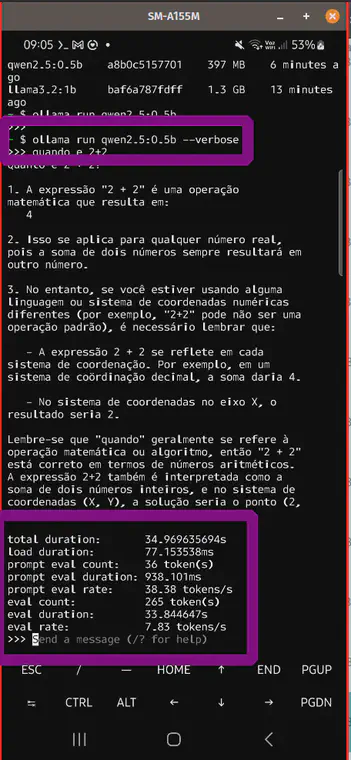 SM-A155M
09:05 53%
qwen2.5:0.5b a8b0c5157701 397 MB 6 minutes a
go
llama3.2:1b baf6a787fdff 1.3 GB 13 minutes
ago
~ $ ollama run qwen2.5:0.5b
>>>
~ $ ollama run qwen2.5:0.5b --verbose
>>> quando e 2+2
Quanto é 2 + 2?
1. A expressão "2 + 2" é uma operação
matemática que resulta em:
4
2. Isso se aplica para qualquer número real,
pois a soma de dois números sempre resultará em
outro número.
3. No entanto, se você estiver usando alguma
linguagem ou sistema de coordenadas numéricas
diferentes (por exemplo, "2+2" pode não ser uma
operação padrão), é necessário lembrar que:
- A expressão 2 + 2 se reflete em cada
sistema de coordenação. Por exemplo, em um
sistema de coördinação decimal, a soma daria 4.
- No sistema de coordenadas no eixo X, o
resultado seria 2.
Lembre-se que "quando" geralmente se refere à
operação matemática ou algoritmo, então "2 + 2"
está correto em termos de números aritméticos.
A expressão 2+2 também é interpretada como a
soma de dois números inteiros, e no sistema de
coordenadas (X, Y), a solução seria o ponto (2,
total duration: 34.969635694s
load duration: 77.153538ms
prompt eval count: 36 token(s)
prompt eval duration: 938.101ms
prompt eval rate: 38.38 tokens/s
eval count: 265 token(s)
eval duration: 33.844647s
eval rate: 7.83 tokens/s
>>> Send a message (/? for help)
ESC / — HOME ↑ END PGUP
⇆ CTRL ALT ← ↓ → PGDN